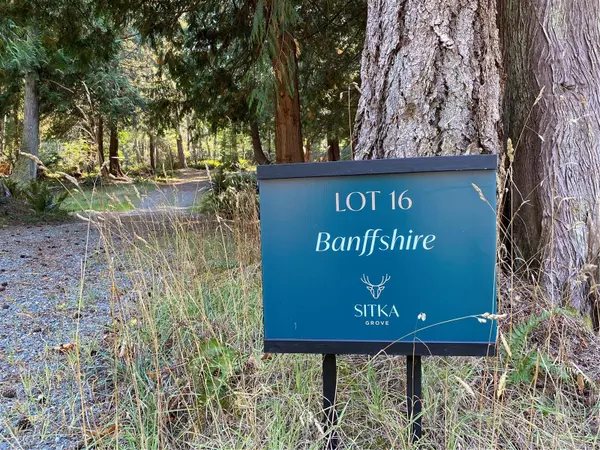 LOT 16
Banffshire
SITKA
GROVE